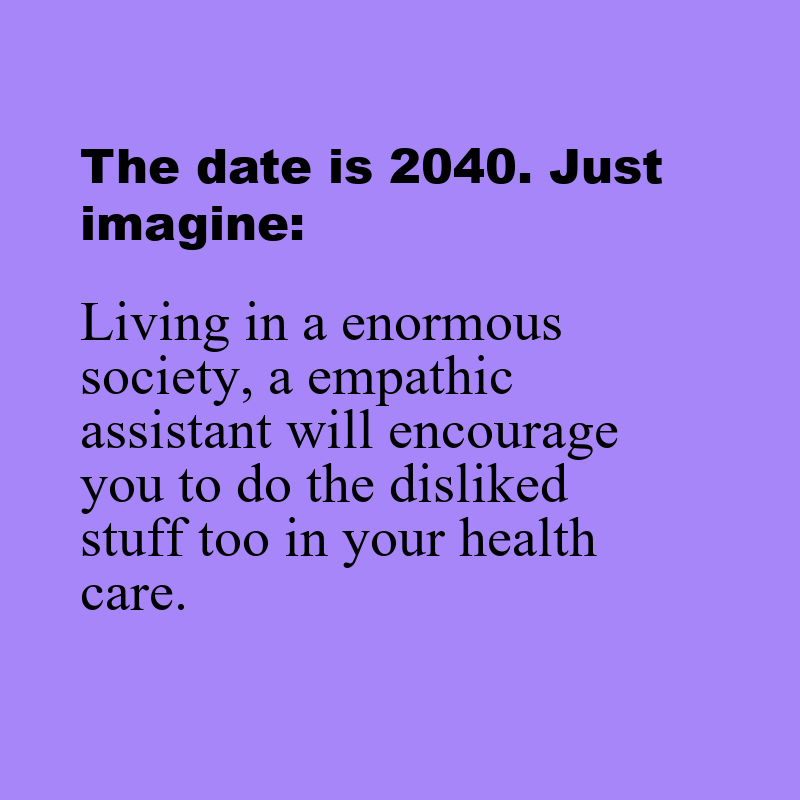 The date is 2040. Just
imagine:
Living in a enormous
society, a empathic
assistant will encourage
you to do the disliked
stuff too in your health
care.